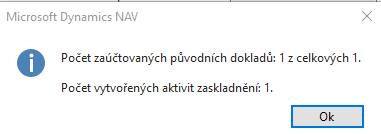 Microsoft Dynamics NAV
Počet zaúčtovaných původních dokladů: 1 z celkových 1.
Počet vytvořených aktivit zaskladnění: 1.
Ok